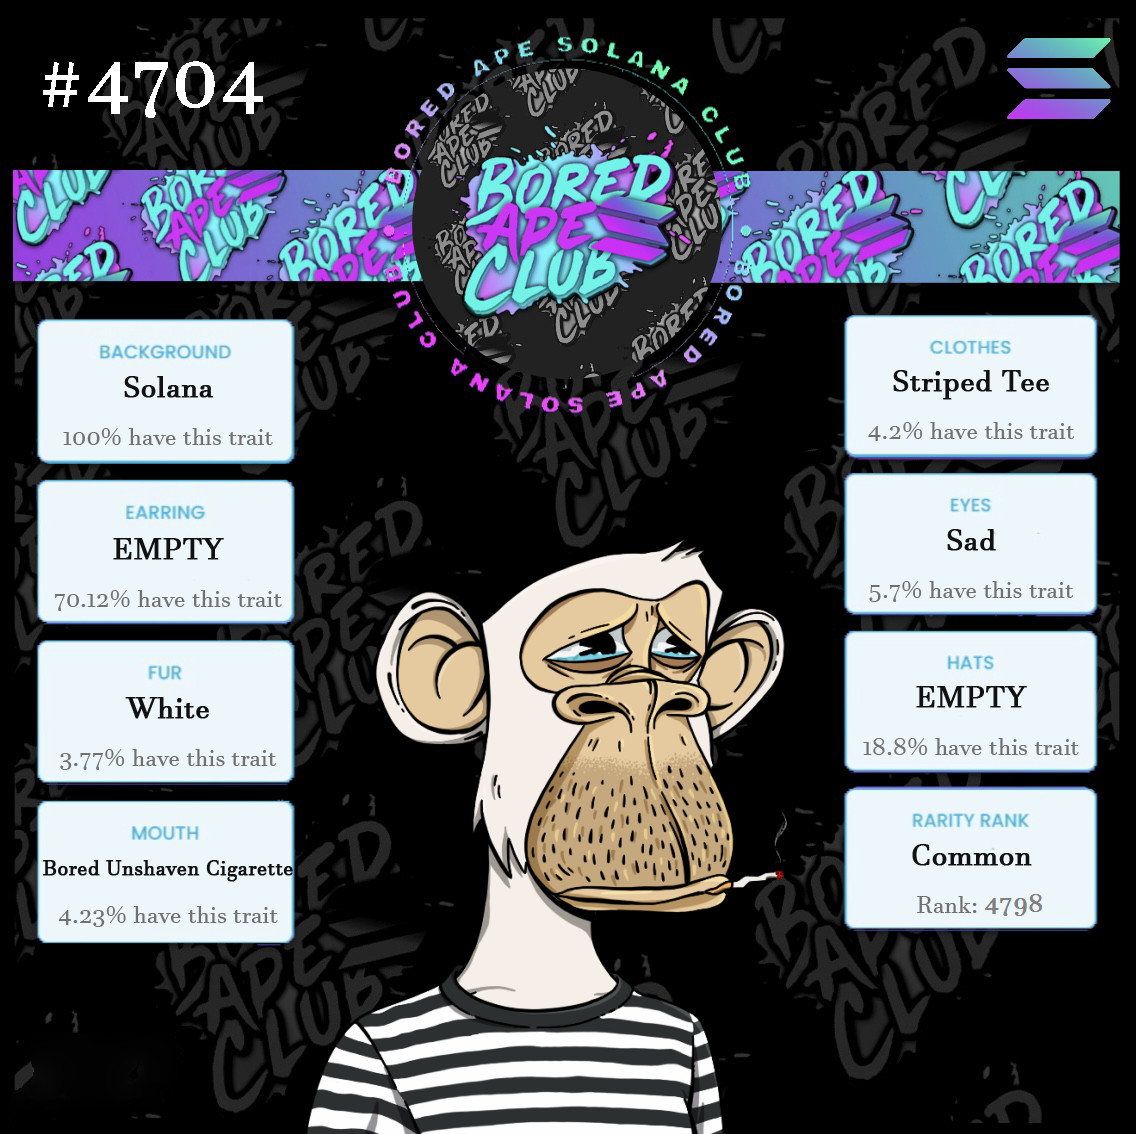 #4704
BORED APE SOLANA CLUB
BORED APE SOLANA CLUB
BORED
APE
CLUB
BACKGROUND
Solana
100% have this trait
EARRING
EMPTY
70.12% have this trait
FUR
White
3.77% have this trait
MOUTH
Bored Unshaven Cigarette
4.23% have this trait
CLOTHES
Striped Tee
4.2% have this trait
EYES
Sad
5.7% have this trait
HATS
EMPTY
18.8% have this trait
RARITY RANK
Common
Rank: 4798